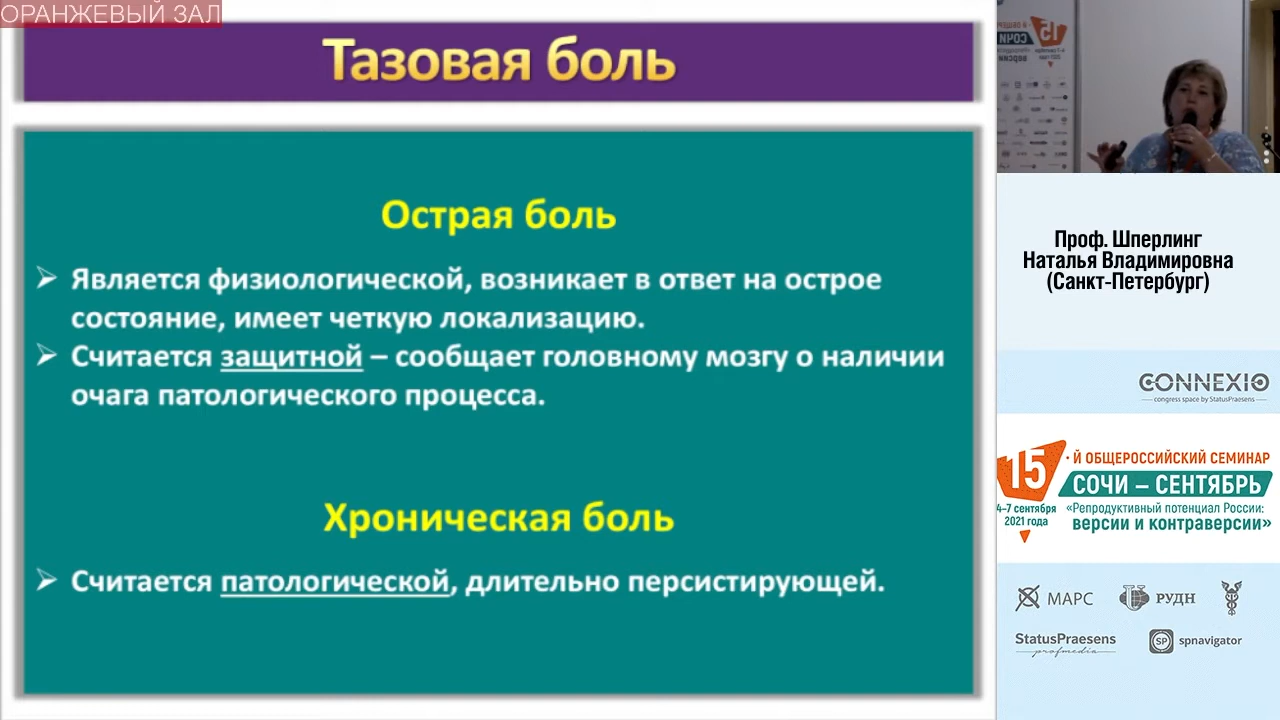 ОРАНЖЕВЫЙ ЗАЛ
Тазовая боль
Острая боль
Является физиологической, возникает в ответ на острое
состояние, имеет четкую локализацию.
Считается защитной – сообщает головному мозгу о наличии
очага патологического процесса.
Хроническая боль
Считается патологической, длительно персистирующей.
Проф. Шперлинг
Наталья Владимировна
(Санкт-Петербург)
CONNEXIO
congress space by StatusPraesens
15
-й ОБЩЕРОССИЙСКИЙ СЕМИНАР
СОЧИ – СЕНТЯБРЬ
4–7 сентября
2021 года
«Репродуктивный потенциал России:
версии и контраверсии»
МАРС
РУДН
StatusPraesens
profmedia
SP
spnavigator